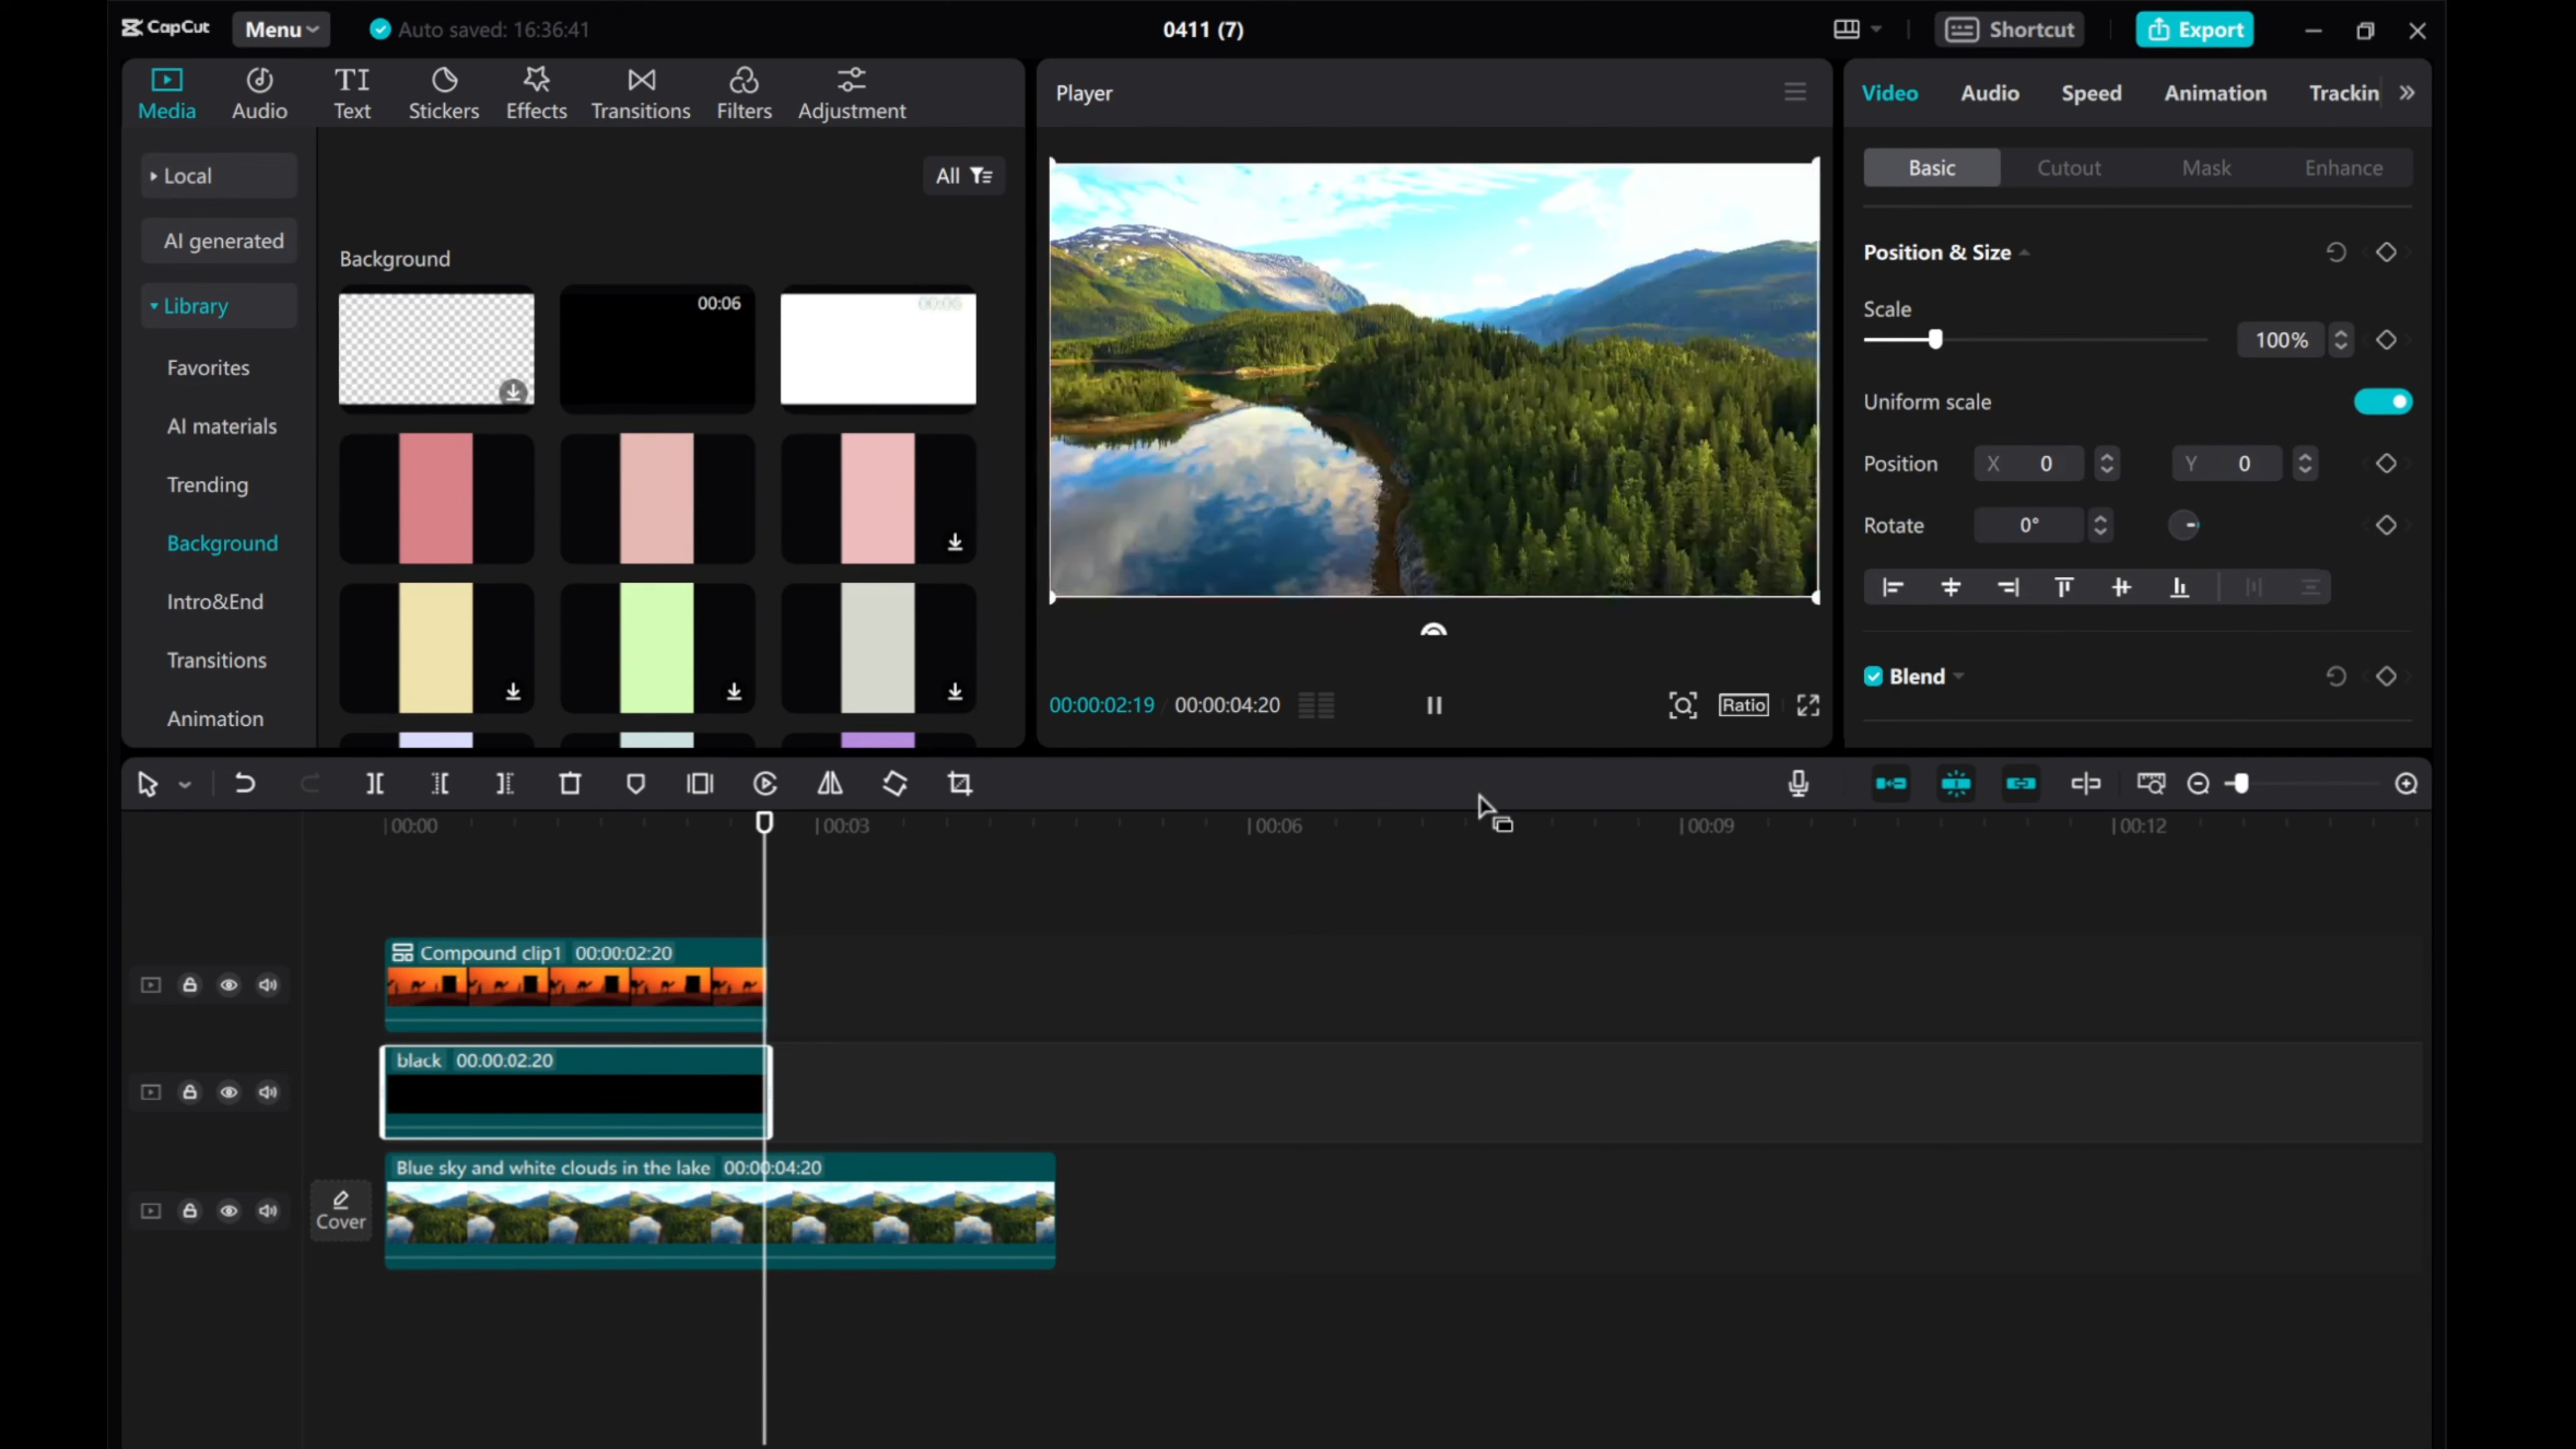 CapCut
Menu
Auto saved: 16:36:41
0411 (7)
Shortcut
Export
Media
Audio
Text
Stickers
Effects
Transitions
Filters
Adjustment
Local
AI generated
Library
Favorites
AI materials
Trending
Background
Intro&End
Transitions
Animation
All
Background
00:06
00:06
Player
00:00:02:19 / 00:00:04:20
Ratio
Video
Audio
Speed
Animation
Trackin
Basic
Cutout
Mask
Enhance
Position & Size
Scale
100%
Uniform scale
Position X 0 Y 0
Rotate 0°
Blend
00:00
00:03
00:06
00:09
00:12
Compound clip1 00:00:02:20
black 00:00:02:20
Cover
Blue sky and white clouds in the lake 00:00:04:20